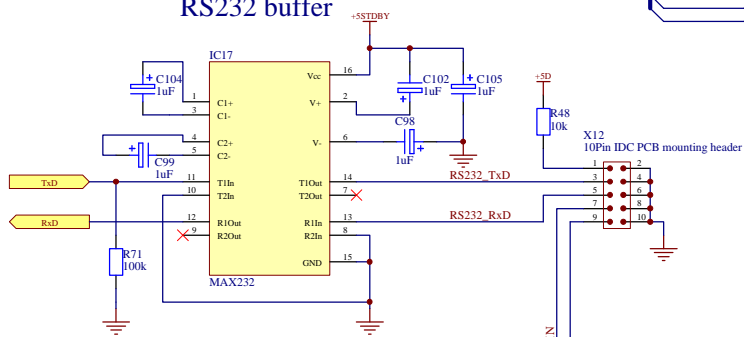 RS232 buffer
+5STDBY
IC17
C104
1uF
1
3
C1+
C1-
Vcc
16
C102
1uF
C105
1uF
V+
2
+5D
R48
10k
4
5
C2+
C2-
V-
6
C98
1uF
C99
1uF
X12
10Pin IDC PCB mounting header
TxD
11
10
T1In
T2In
T1Out
T2Out
14
7
RS232_TxD
1
3
5
7
9
2
4
6
8
10
RxD
12
9
R1Out
R2Out
R1In
R2In
13
8
RS232_RxD
R71
100k
GND
15
MAX232
IN